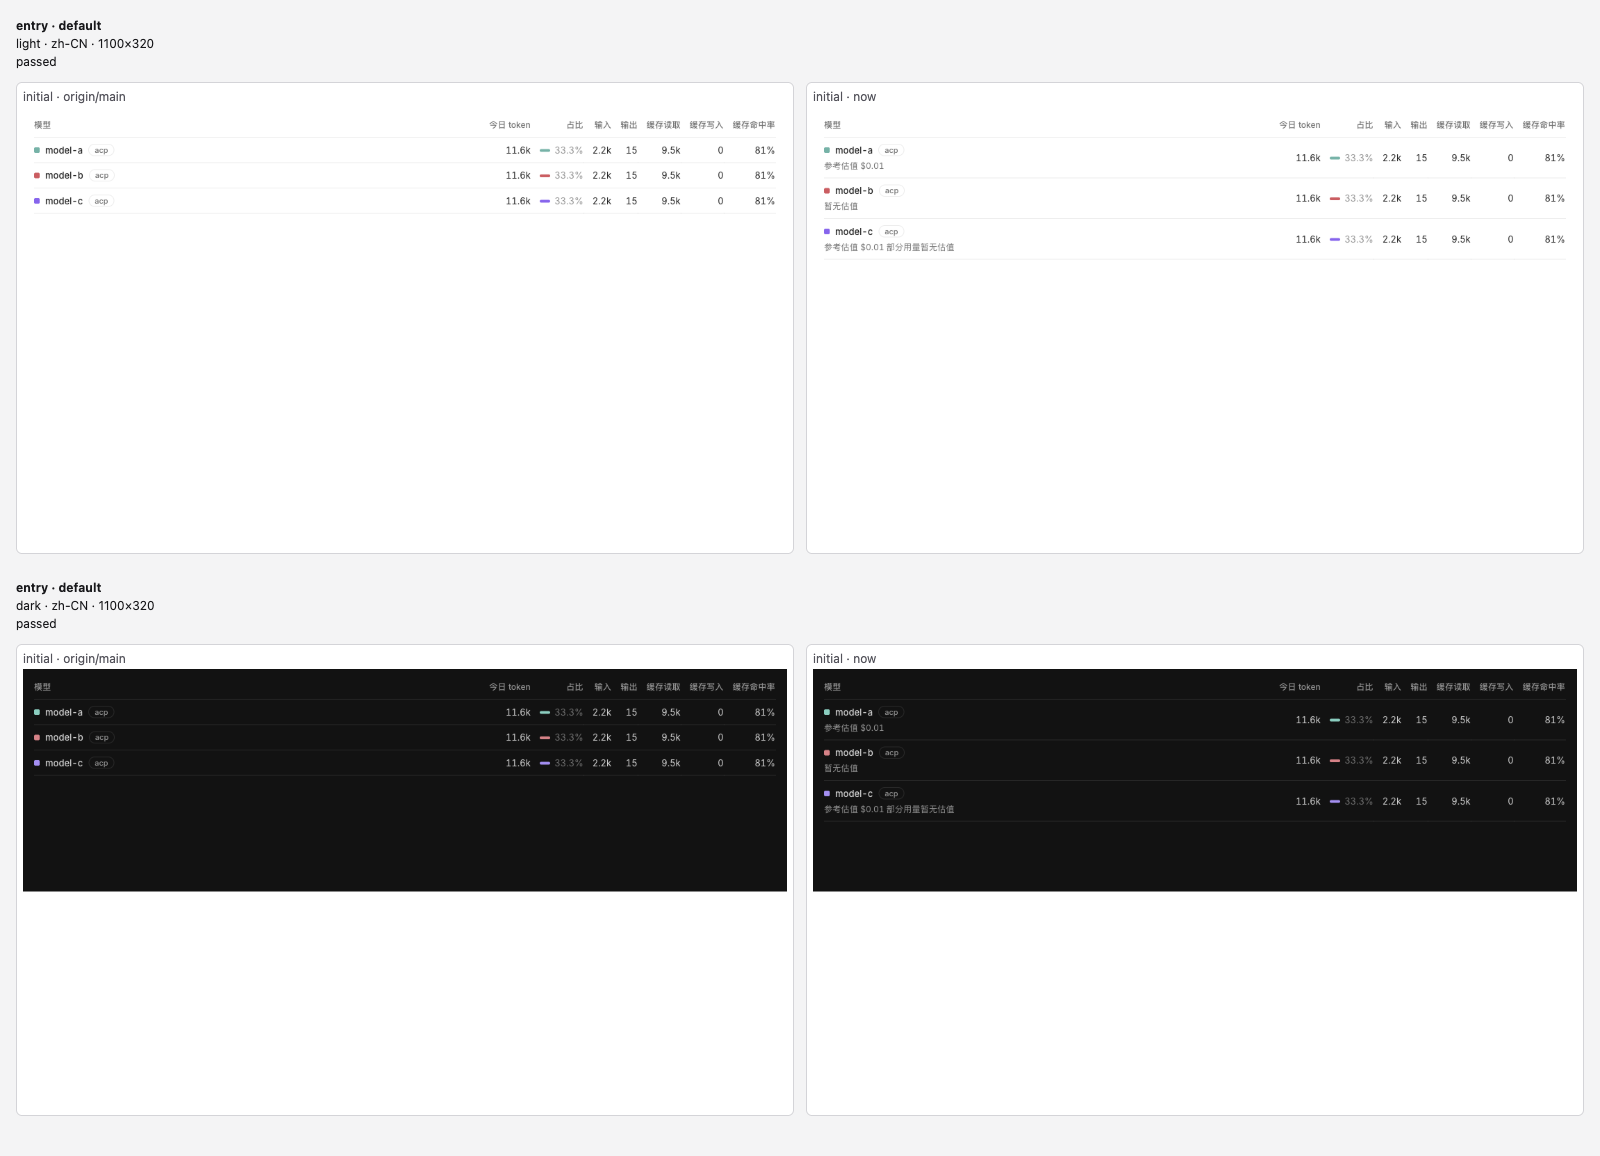 entry · default
light · zh-CN · 1100×320
passed
initial · origin/main
模型 今日 token 占比 输入 输出 缓存读取 缓存写入 缓存命中率
model-a acp 11.6k 33.3% 2.2k 15 9.5k 0 81%
model-b acp 11.6k 33.3% 2.2k 15 9.5k 0 81%
model-c acp 11.6k 33.3% 2.2k 15 9.5k 0 81%
initial · now
模型 今日 token 占比 输入 输出 缓存读取 缓存写入 缓存命中率
model-a acp 11.6k 33.3% 2.2k 15 9.5k 0 81%
参考估值 $0.01
model-b acp 11.6k 33.3% 2.2k 15 9.5k 0 81%
暂无估值
model-c acp 11.6k 33.3% 2.2k 15 9.5k 0 81%
参考估值 $0.01 部分用量暂无估值
entry · default
dark · zh-CN · 1100×320
passed
initial · origin/main
模型 今日 token 占比 输入 输出 缓存读取 缓存写入 缓存命中率
model-a acp 11.6k 33.3% 2.2k 15 9.5k 0 81%
model-b acp 11.6k 33.3% 2.2k 15 9.5k 0 81%
model-c acp 11.6k 33.3% 2.2k 15 9.5k 0 81%
initial · now
模型 今日 token 占比 输入 输出 缓存读取 缓存写入 缓存命中率
model-a acp 11.6k 33.3% 2.2k 15 9.5k 0 81%
参考估值 $0.01
model-b acp 11.6k 33.3% 2.2k 15 9.5k 0 81%
暂无估值
model-c acp 11.6k 33.3% 2.2k 15 9.5k 0 81%
参考估值 $0.01 部分用量暂无估值